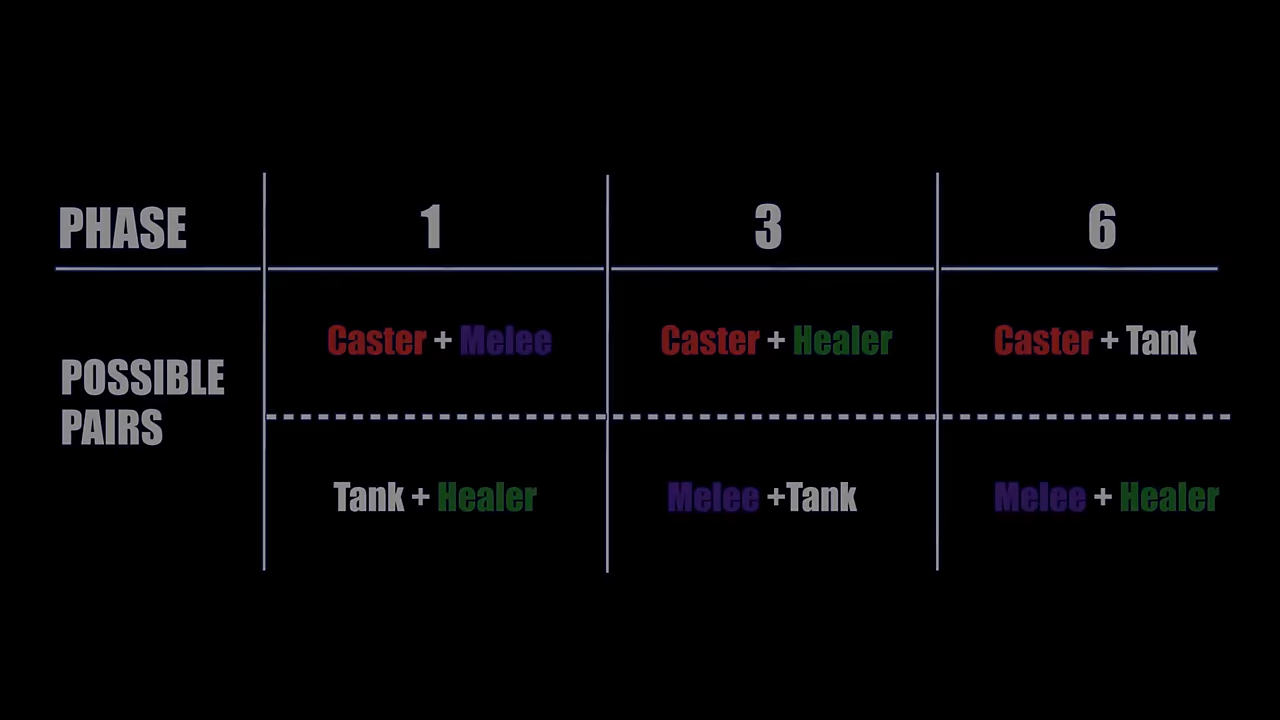 PHASE 1 3 6
Caster + Melee Caster + Healer Caster + Tank
POSSIBLE
PAIRS
Tank + Healer Melee +Tank Melee + Healer